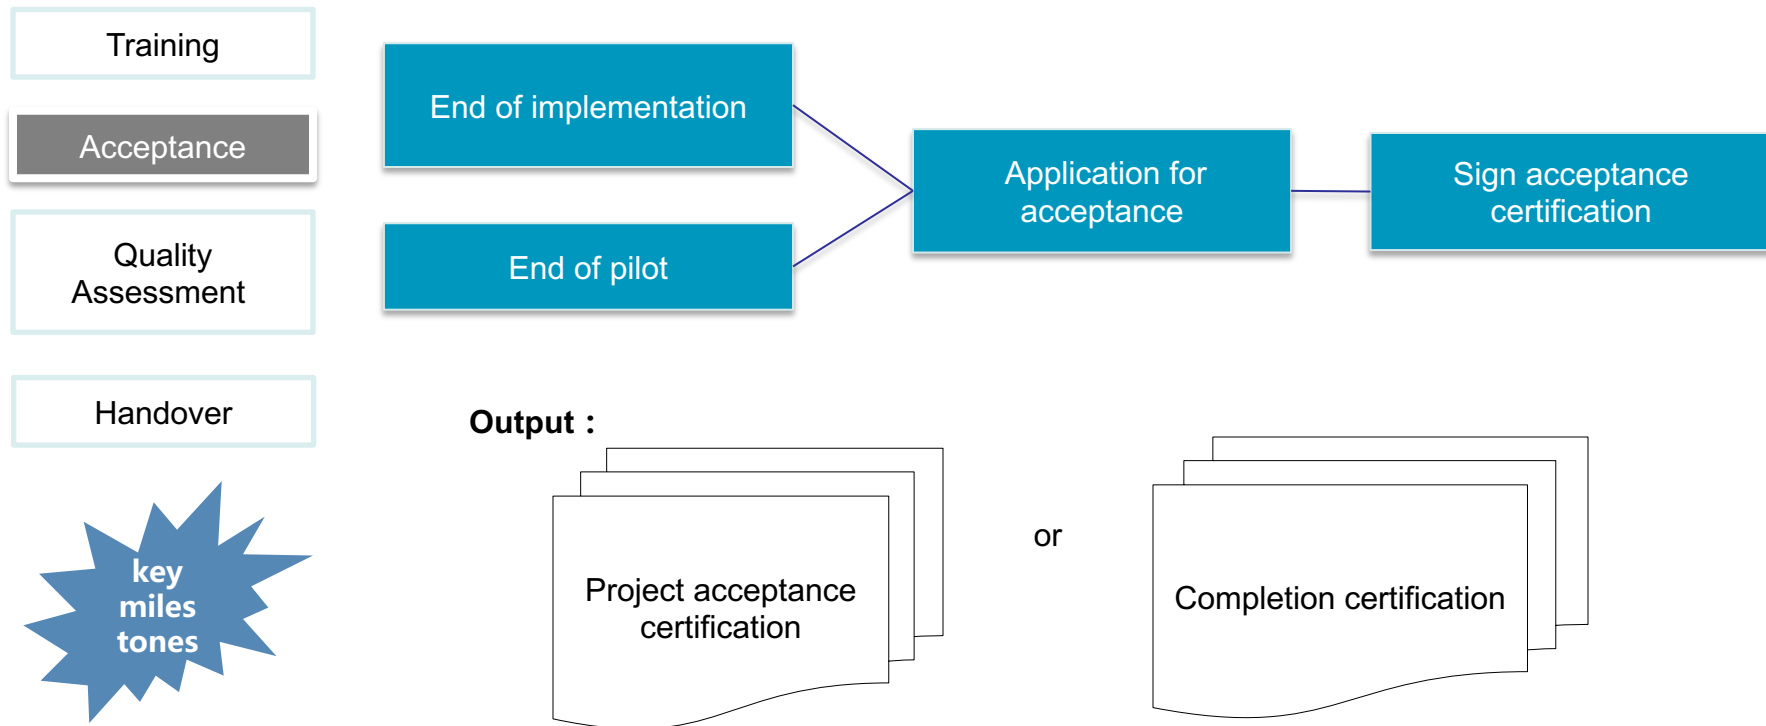 Training
Acceptance
Quality
Assessment
Handover
key
miles
tones
End of implementation
End of pilot
Application for
acceptance
Sign acceptance
certification
Output：
Project acceptance
certification
or
Completion certification